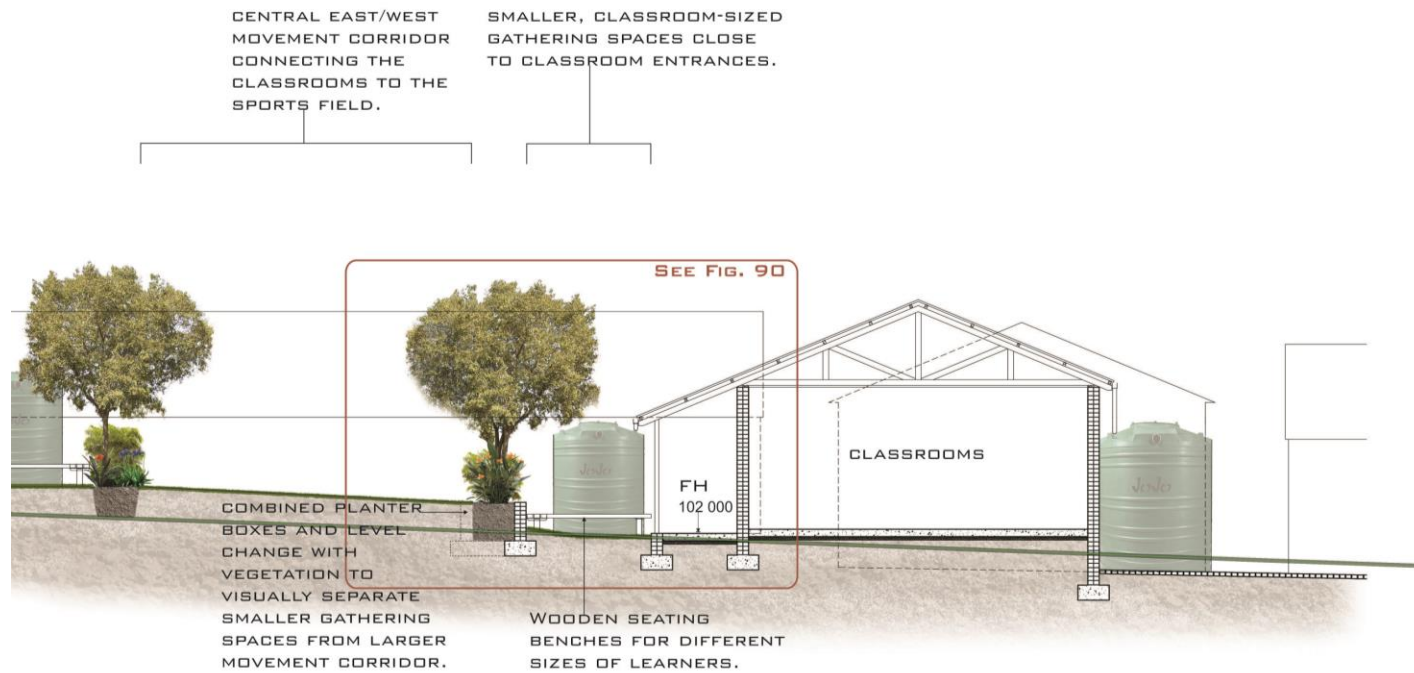 CENTRAL EAST/WEST
MOVEMENT CORRIDOR
CONNECTING THE
CLASSROOMS TO THE
SPORTS FIELD.
SMALLER, CLASSROOM-SIZED
GATHERING SPACES CLOSE
TO CLASSROOM ENTRANCES.
SEE FIG. 90
CLASSROOMS
FH
102 000
JoJo
JoJo
COMBINED PLANTER
BOXES AND LEVEL
CHANGE WITH
VEGETATION TO
VISUALLY SEPARATE
SMALLER GATHERING
SPACES FROM LARGER
MOVEMENT CORRIDOR.
WOODEN SEATING
BENCHES FOR DIFFERENT
SIZES OF LEARNERS.